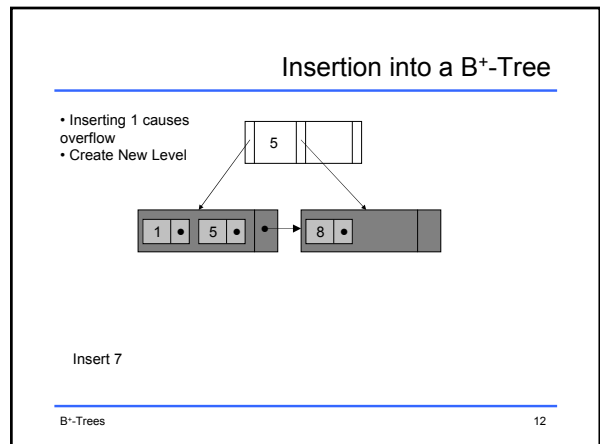 Insertion into a B+-Tree
• Inserting 1 causes
overflow
• Create New Level
5
1 5 8
Insert 7
B+-Trees 12